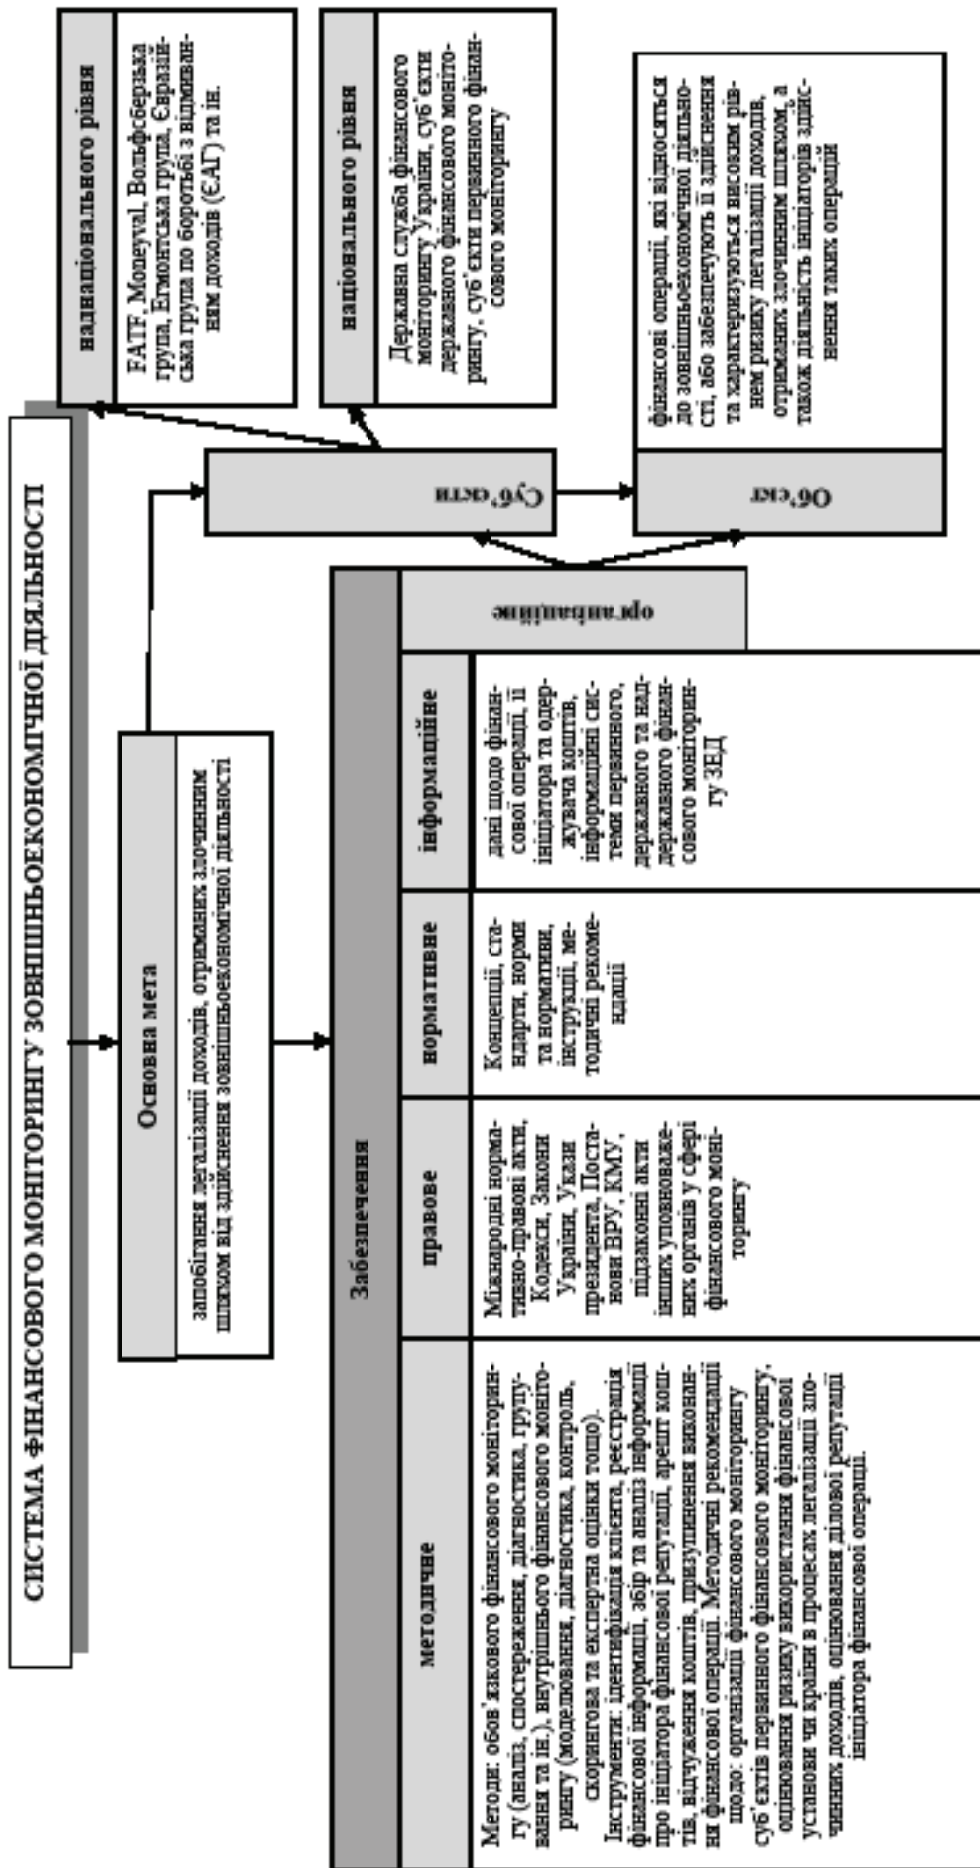 СИСТЕМА ФІНАНСОВОГО МОНІТОРИНГУ ЗОВНІШНЬОЕКОНОМІЧНОЇ ДІЯЛЬНОСТІ
Основна мета
запобігання легалізації доходів, отриманих злочинним
шляхом від здійснення зовнішньоекономічної діяльності
Суб'єкти
наднаціонального рівня
FATF, Moneyval, Вольфсберзька
група, Егмонтська група, Євразій-
ська група по боротьбі з відмиван-
ням доходів (ЄАГ) та ін.
національного рівня
Державна служба фінансового
моніторингу України, суб'єкти
державного фінансового моніто-
рингу, суб'єкти первинного фінан-
сового моніторингу
Об'єкт
фінансові операції, які відносяться
до зовнішньоекономічної діяльно-
сті, або забезпечують її здійснення
та характеризуються високим рів-
нем ризику легалізації доходів,
отриманих злочинним шляхом, а
також діяльність ініціаторів здійс-
нення таких операцій
Забезпечення
методичне
Методи: обов'язкового фінансового моніторин-
гу (аналіз, спостереження, діагностика, групу-
вання та ін.), внутрішнього фінансового моніто-
рингу (моделювання, діагностика, контроль,
скорингова та експертна оцінки тощо).
Інструменти: ідентифікація клієнта, реєстрація
фінансової інформації, збір та аналіз інформації
про ініціатора фінансової репутації, арешт кош-
тів, відчуження коштів, призупинення виконан-
ня фінансової операції. Методичні рекомендації
щодо: організації фінансового моніторингу
суб'єктів первинного фінансового моніторингу,
оцінювання ризику використання фінансової
установи чи країни в процесах легалізації зло-
чинних доходів, оцінювання ділової репутації
ініціатора фінансової операції.
правове
Міжнародні норма-
тивно-правові акти,
Кодекси, Закони
України, Укази
президента, Поста-
нови ВРУ, КМУ,
підзаконні акти
інших уповноваже-
них органів у сфері
фінансового моні-
торингу
нормативне
Концепції, ста-
ндарти, норми
та нормативи,
інструкції, ме-
тодичні рекоме-
ндації
інформаційне
дані щодо фінан-
сової операції, її
ініціатора та одер-
жувача коштів,
інформаційні сис-
теми первинного,
державного та над-
державного фінан-
сового моніторин-
гу ЗЕД
організаційне